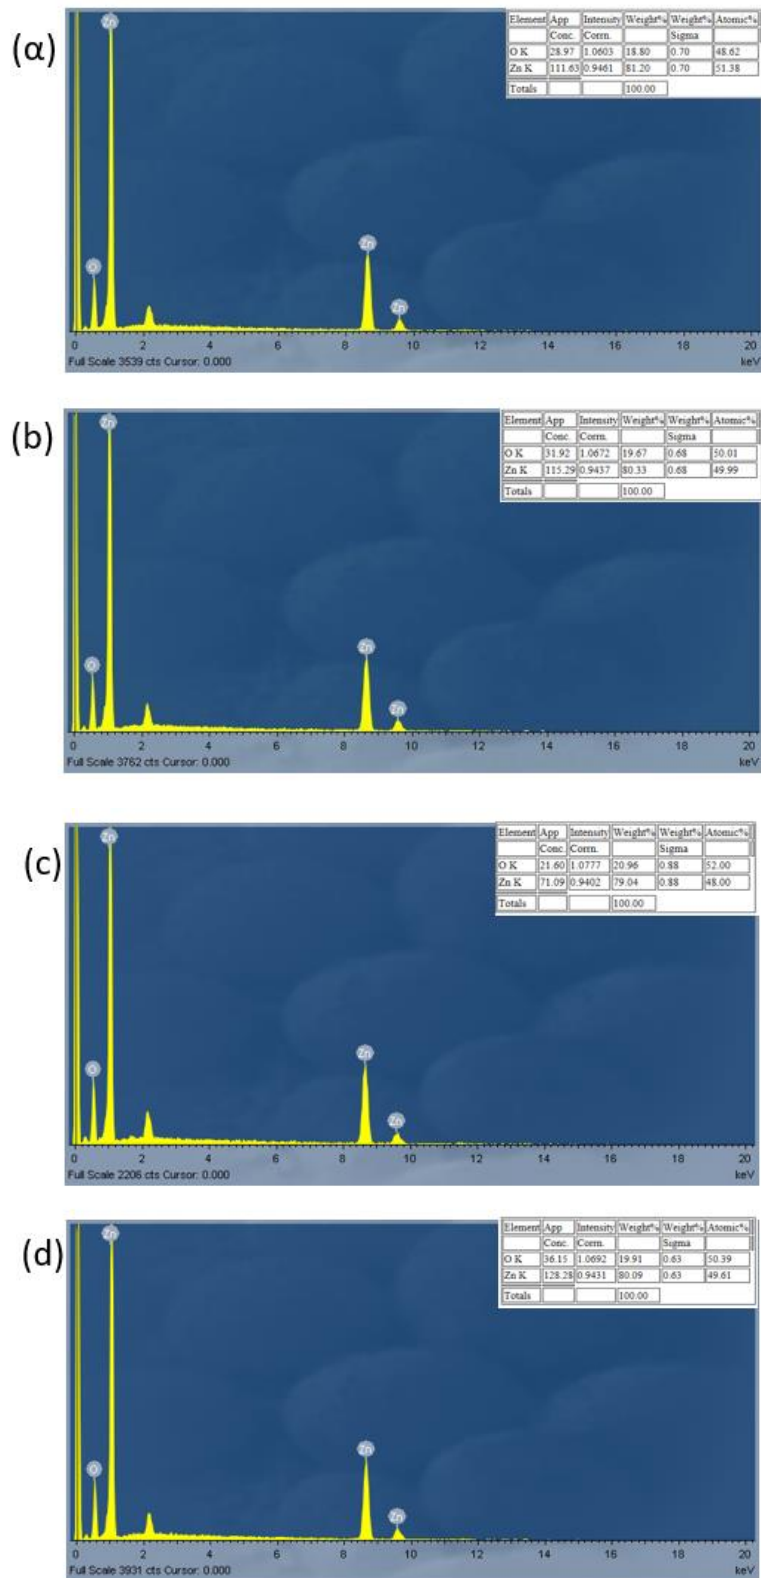 (α)
Zn
Element App Intensity Weight% Weight% Atomic%
Conc. Corrn. Sigma
O K 28.97 1.0603 18.80 0.70 48.62
Zn K 111.63 0.9461 81.20 0.70 51.38
Totals 100.00
O
Zn
Zn
0 2 4 6 8 10 12 14 16 18 20
Full Scale 3539 cts Cursor: 0.000 keV
(b)
Zn
Element App Intensity Weight% Weight% Atomic%
Conc. Corrn. Sigma
O K 31.92 1.0672 19.67 0.68 50.01
Zn K 115.29 0.9437 80.33 0.68 49.99
Totals 100.00
O
Zn
Zn
0 2 4 6 8 10 12 14 16 18 20
Full Scale 3762 cts Cursor: 0.000 keV
(c)
Zn
Element App Intensity Weight% Weight% Atomic%
Conc. Corrn. Sigma
O K 21.60 1.0777 20.96 0.88 52.00
Zn K 71.09 0.9402 79.04 0.88 48.00
Totals 100.00
O
Zn
Zn
0 2 4 6 8 10 12 14 16 18 20
Full Scale 2206 cts Cursor: 0.000 keV
(d)
Zn
Element App Intensity Weight% Weight% Atomic%
Conc. Corrn. Sigma
O K 36.15 1.0692 19.91 0.63 50.39
Zn K 128.28 0.9431 80.09 0.63 49.61
Totals 100.00
O
Zn
Zn
0 2 4 6 8 10 12 14 16 18 20
Full Scale 3931 cts Cursor: 0.000 keV